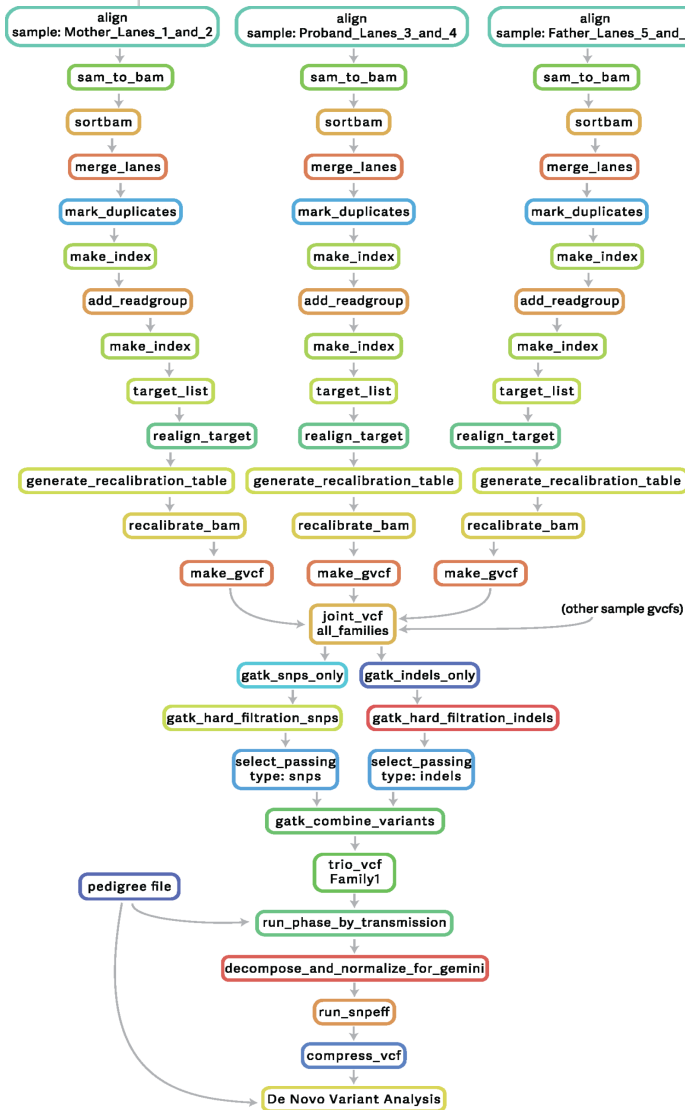 align
sample: Mother_Lanes_1_and_2
align
sample: Proband_Lanes_3_and_4
align
sample: Father_Lanes_5_and_
sam_to_bam
sam_to_bam
sam_to_bam
sortbam
sortbam
sortbam
merge_lanes
merge_lanes
merge_lanes
mark_duplicates
mark_duplicates
mark_duplicates
make_index
make_index
make_index
add_readgroup
add_readgroup
add_readgroup
make_index
make_index
make_index
target_list
target_list
target_list
realign_target
realign_target
realign_target
generate_recalibration_table
generate_recalibration_table
generate_recalibration_table
recalibrate_bam
recalibrate_bam
recalibrate_bam
make_gvcf
make_gvcf
make_gvcf
(other sample gvcfs)
joint_vcf
all_families
gatk_snps_only
gatk_indels_only
gatk_hard_filtration_snps
gatk_hard_filtration_indels
select_passing
type: snps
select_passing
type: indels
gatk_combine_variants
trio_vcf
Family1
pedigree file
run_phase_by_transmission
decompose_and_normalize_for_gemini
run_snpeff
compress_vcf
De Novo Variant Analysis